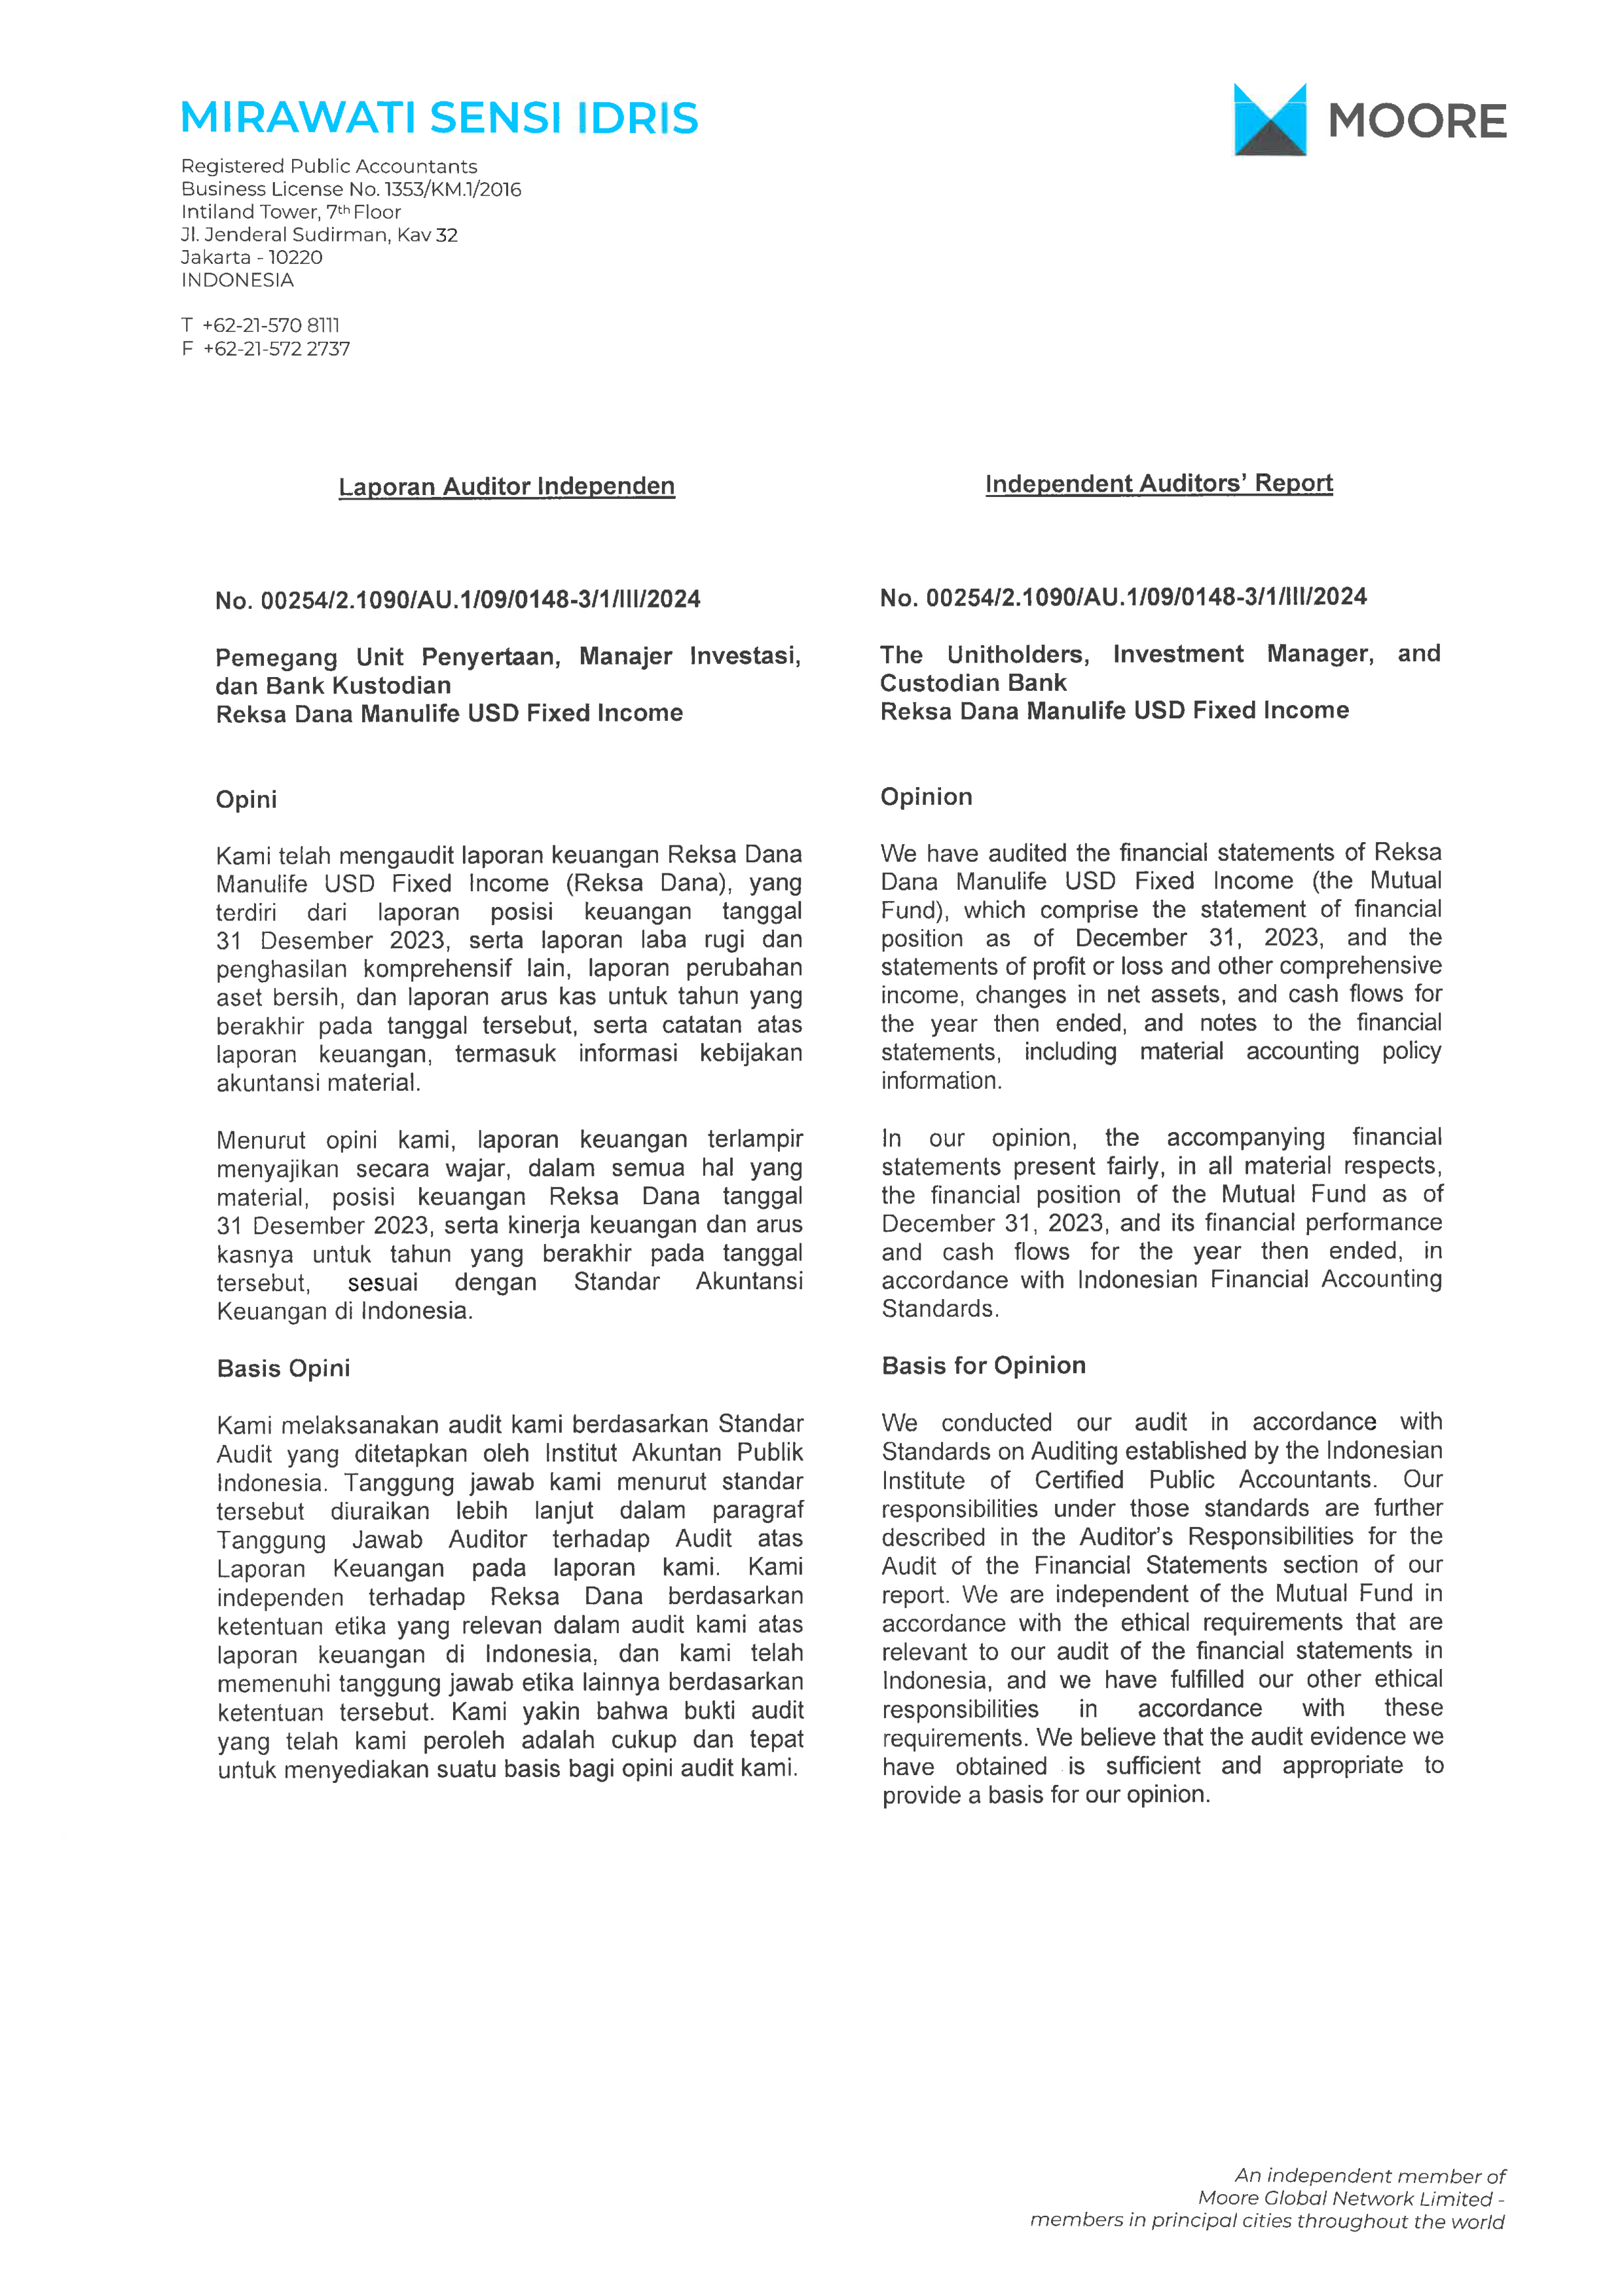 MIRAWATI SENSI IDRIS
MOORE
Registered Public Accountants
Business License No. 1353/KM.1/2016
Intiland Tower, 7th Floor
Jl. Jenderal Sudirman, Kav 32
Jakarta - 10220
INDONESIA
T +62-21-570 8111
F +62-21-572 2737
Laporan Auditor Independen
No. 00254/2.1090/AU.1/09/0148-3/1/III/2024
Pemegang Unit Penyertaan, Manajer Investasi,
dan Bank Kustodian
Reksa Dana Manulife USD Fixed Income
Opini
Kami telah mengaudit laporan keuangan Reksa Dana
Manulife USD Fixed Income (Reksa Dana), yang
terdiri dari laporan posisi keuangan tanggal
31 Desember 2023, serta laporan laba rugi dan
penghasilan komprehensif lain, laporan perubahan
aset bersih, dan laporan arus kas untuk tahun yang
berakhir pada tanggal tersebut, serta catatan atas
laporan keuangan, termasuk informasi kebijakan
akuntansi material.
Menurut opini kami, laporan keuangan terlampir
menyajikan secara wajar, dalam semua hal yang
material, posisi keuangan Reksa Dana tanggal
31 Desember 2023, serta kinerja keuangan dan arus
kasnya untuk tahun yang berakhir pada tanggal
tersebut, sesuai dengan Standar Akuntansi
Keuangan di Indonesia.
Basis Opini
Kami melaksanakan audit kami berdasarkan Standar
Audit yang ditetapkan oleh Institut Akuntan Publik
Indonesia. Tanggung jawab kami menurut standar
tersebut diuraikan lebih lanjut dalam paragraf
Tanggung Jawab Auditor terhadap Audit atas
Laporan Keuangan pada laporan kami. Kami
independen terhadap Reksa Dana berdasarkan
ketentuan etika yang relevan dalam audit kami atas
laporan keuangan di Indonesia, dan kami telah
memenuhi tanggung jawab etika lainnya berdasarkan
ketentuan tersebut. Kami yakin bahwa bukti audit
yang telah kami peroleh adalah cukup dan tepat
untuk menyediakan suatu basis bagi opini audit kami.
Independent Auditors' Report
No. 00254/2.1090/AU.1/09/0148-3/1/III/2024
The Unitholders, Investment Manager, and
Custodian Bank
Reksa Dana Manulife USD Fixed Income
Opinion
We have audited the financial statements of Reksa
Dana Manulife USD Fixed Income (the Mutual
Fund), which comprise the statement of financial
position as of December 31, 2023, and the
statements of profit or loss and other comprehensive
income, changes in net assets, and cash flows for
the year then ended, and notes to the financial
statements, including material accounting policy
information.
In our opinion, the accompanying financial
statements present fairly, in all material respects,
the financial position of the Mutual Fund as of
December 31, 2023, and its financial performance
and cash flows for the year then ended, in
accordance with Indonesian Financial Accounting
Standards.
Basis for Opinion
We conducted our audit in accordance with
Standards on Auditing established by the Indonesian
Institute of Certified Public Accountants. Our
responsibilities under those standards are further
described in the Auditor's Responsibilities for the
Audit of the Financial Statements section of our
report. We are independent of the Mutual Fund in
accordance with the ethical requirements that are
relevant to our audit of the financial statements in
Indonesia, and we have fulfilled our other ethical
responsibilities in accordance with these
requirements. We believe that the audit evidence we
have obtained is sufficient and appropriate to
provide a basis for our opinion.
An independent member of
Moore Global Network Limited -
members in principal cities throughout the world